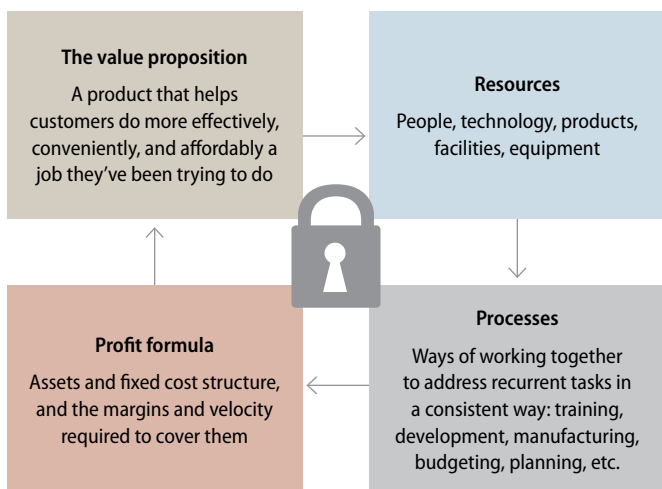 The value proposition
A product that helps
customers do more effectively,
conveniently, and affordably a
job they’ve been trying to do
Resources
People, technology, products,
facilities, equipment
Profit formula
Assets and fixed cost structure,
and the margins and velocity
required to cover them
Processes
Ways of working together
to address recurrent tasks in
a consistent way: training,
development, manufacturing,
budgeting, planning, etc.